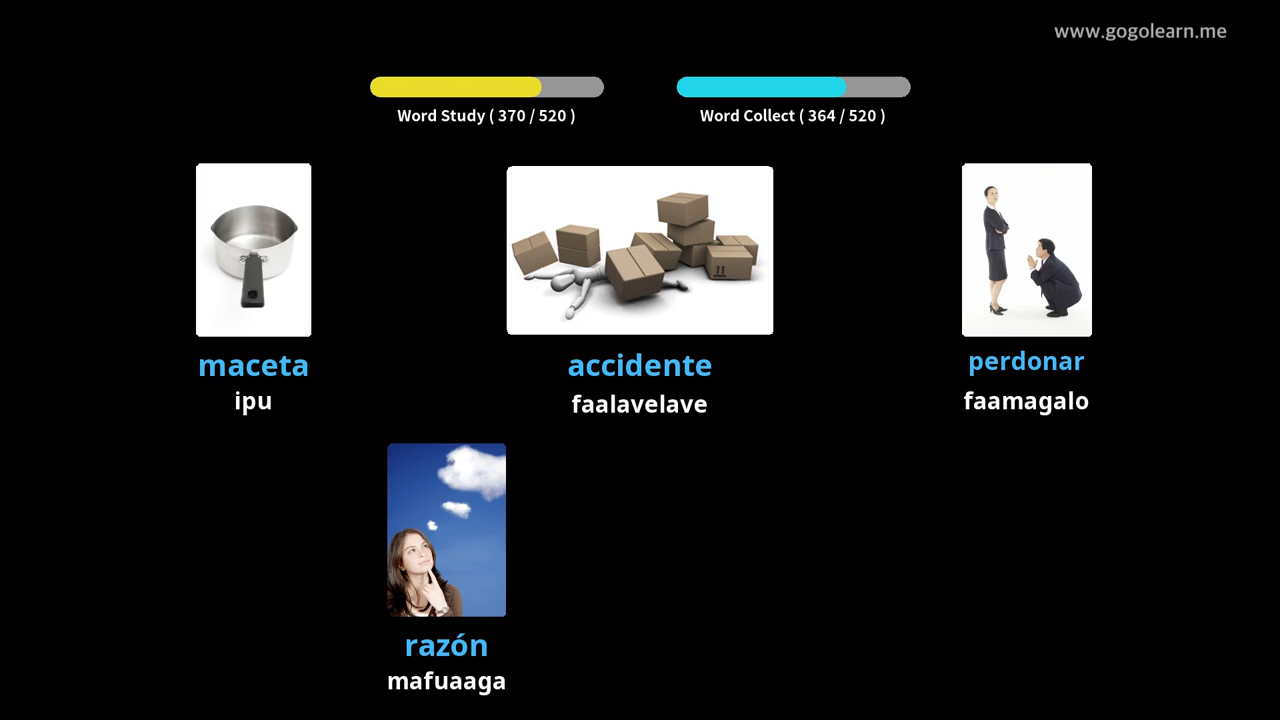 www.gogolearn.me
Word Study ( 370 / 520 )
Word Collect ( 364 / 520 )
maceta
ipu
accidente
faalavelave
perdonar
faamagalo
razón
mafuaaga